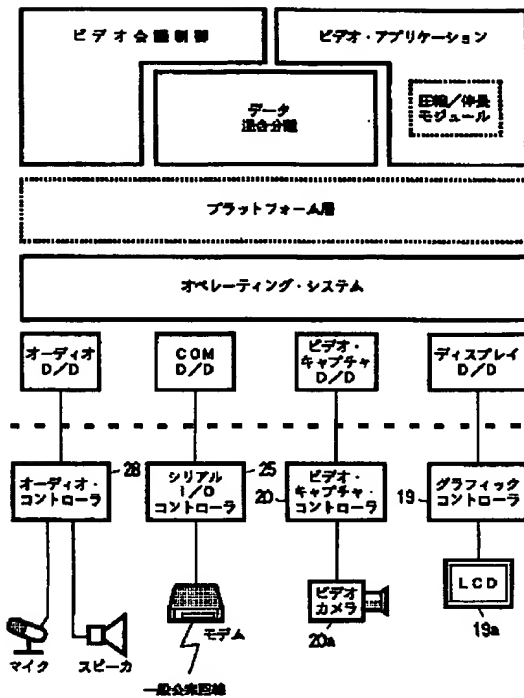 ビデオ会議制御
ビデオ・アプリケーション
データ
混合分離
圧縮/伸長
モジュール
プラットフォーム層
オペレーティング・システム
オーディオ
D/D
COM
D/D
ビデオ・
キャプチャ
D/D
ディスプレイ
D/D
オーディオ・
コントローラ
28
シリアル
I/O
コントローラ
25
ビデオ・
キャプチャ・
コントローラ
20
グラフィック
コントローラ
19
マイク
スピーカ
モデム
一般公衆回線
ビデオ
カメラ
20a
LCD
19a